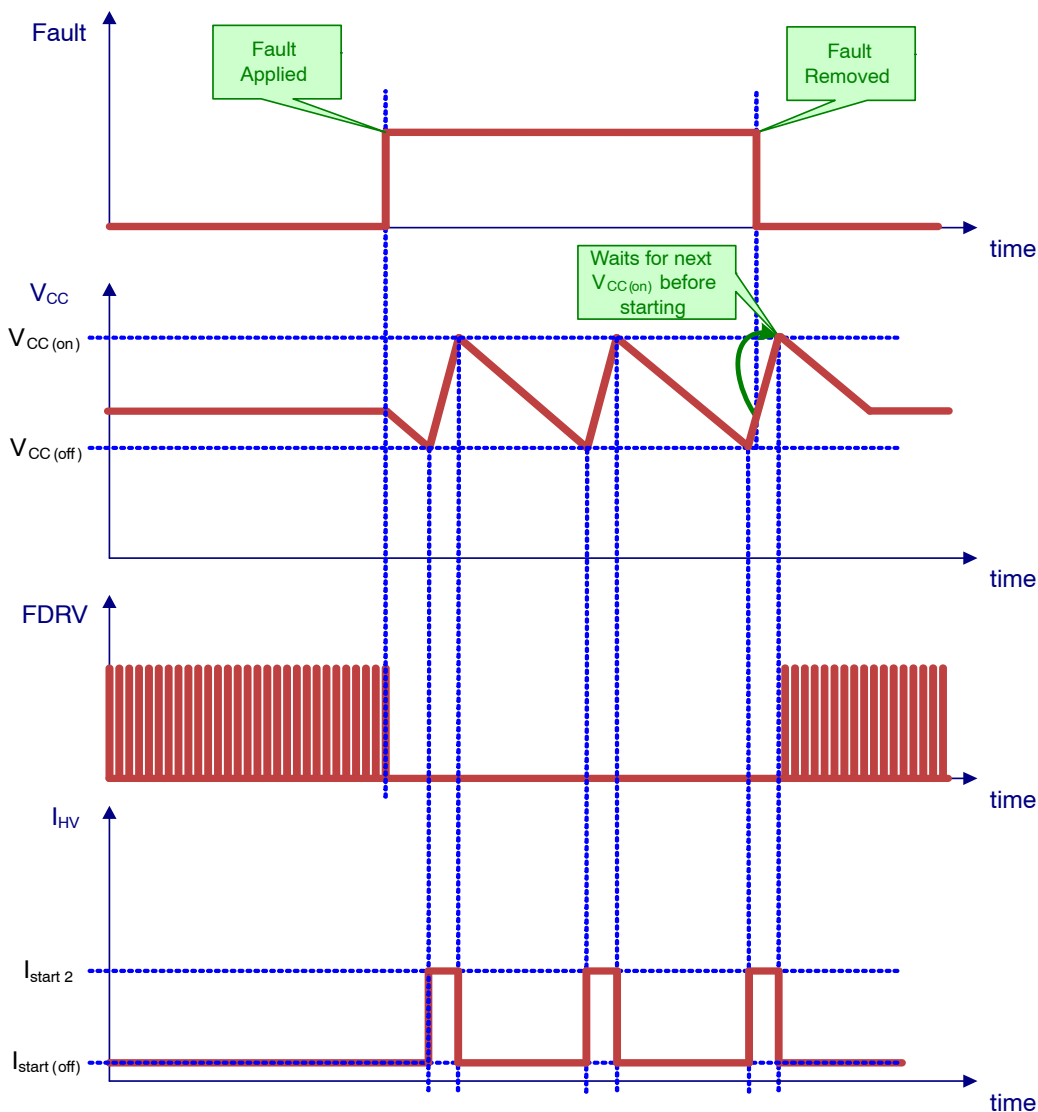 Fault
Fault
Applied
Fault
Removed
time
Waits for next
VCC(on) before
starting
VCC
VCC (on)
VCC (off)
time
FDRV
time
IHV
Istart 2
Istart (off)
time